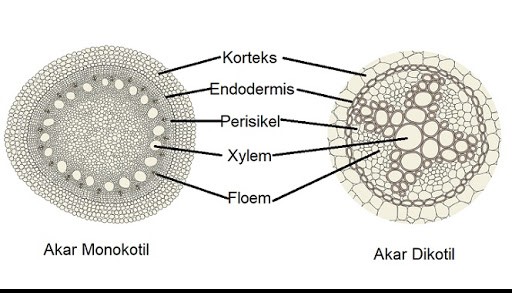 Korteks
Endodermis
Perisikel
Xylem
Floem
Akar Monokotil
Akar Dikotil